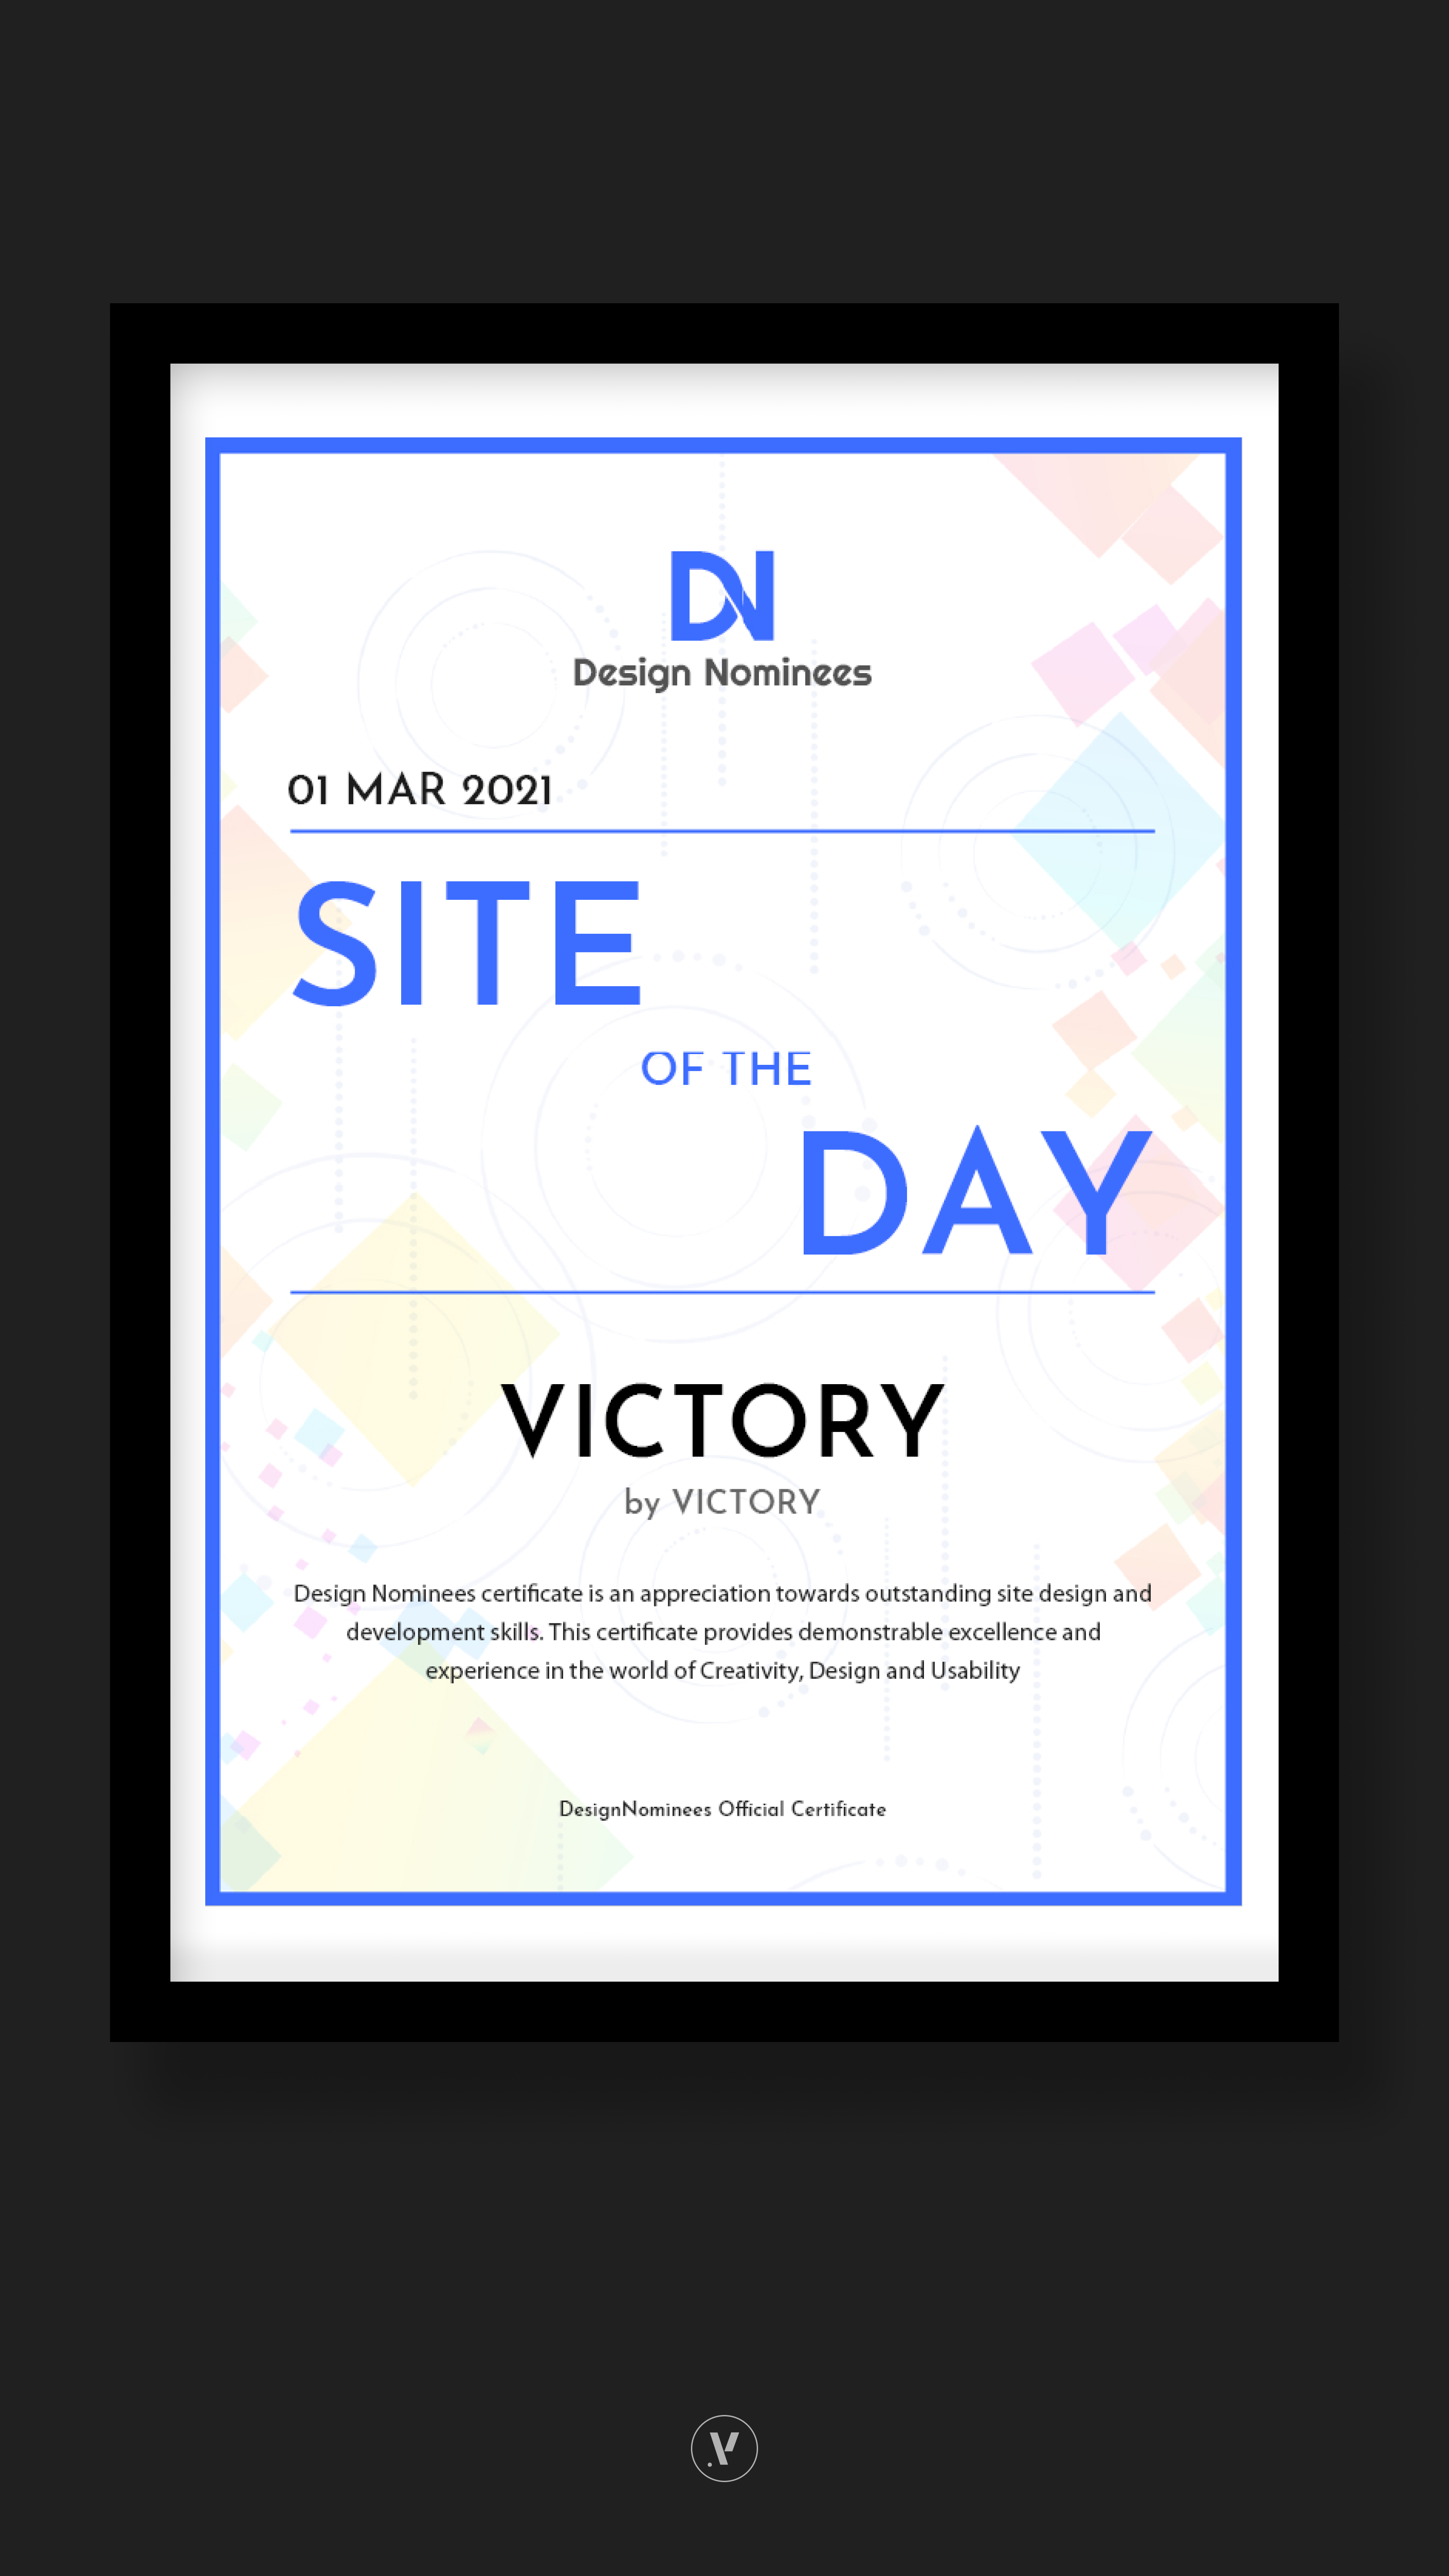 DN
Design Nominees
01 MAR 2021
SITE
OF THE
DAY
VICTORY
by VICTORY
Design Nominees certificate is an appreciation towards outstanding site design and
development skills. This certificate provides demonstrable excellence and
experience in the world of Creativity, Design and Usability
DesignNominees Official Certificate
.V